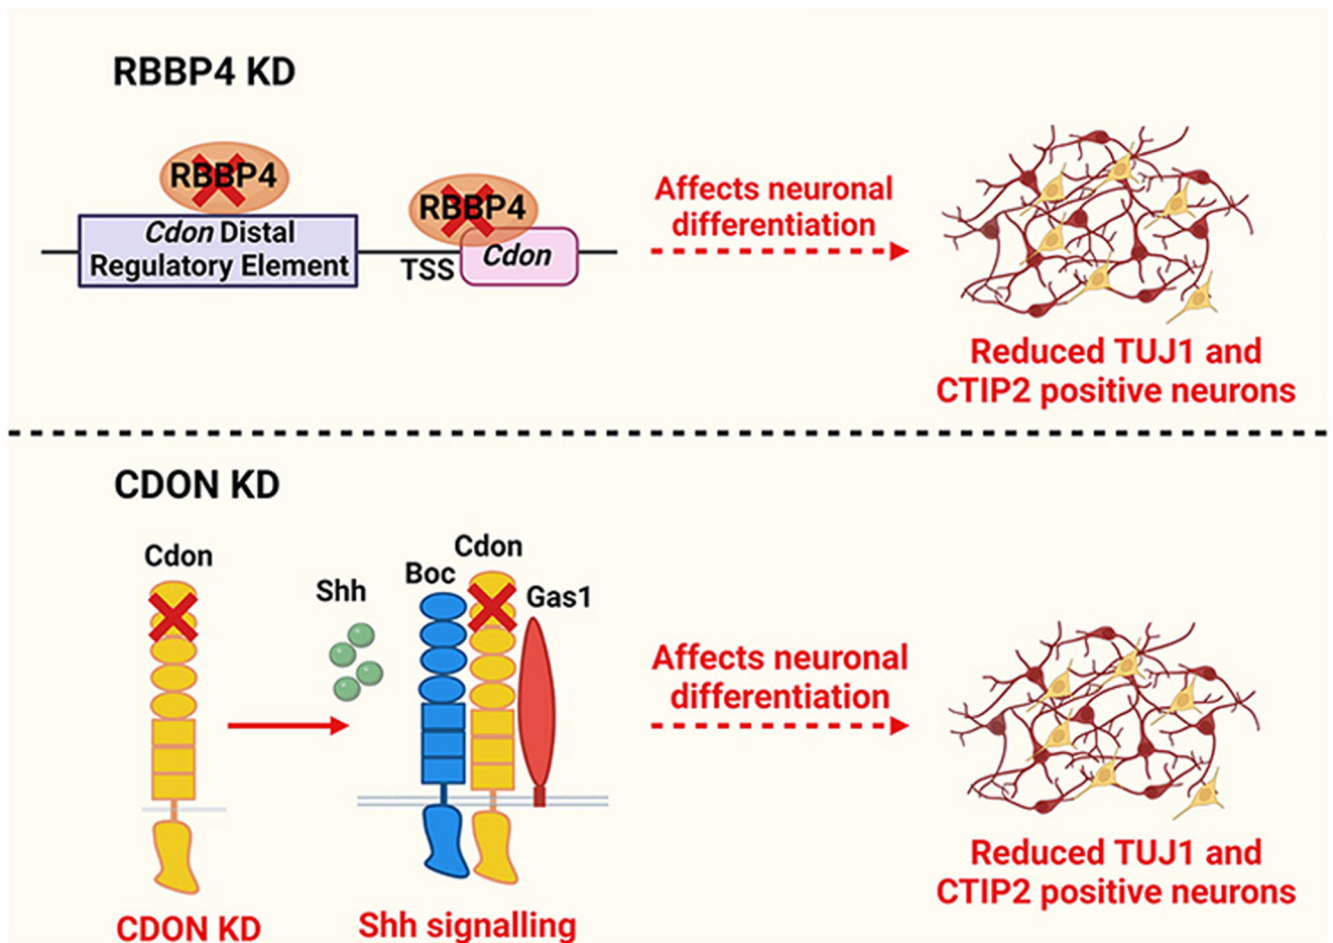 RBBP4 KD
RBBP4
Cdon Distal
Regulatory Element
RBBP4
TSS
Cdon
Affects neuronal
differentiation
Reduced TUJ1 and
CTIP2 positive neurons
CDON KD
Cdon
Shh
Boc
Cdon
Gas1
Affects neuronal
differentiation
CDON KD
Shh signalling
Reduced TUJ1 and
CTIP2 positive neurons